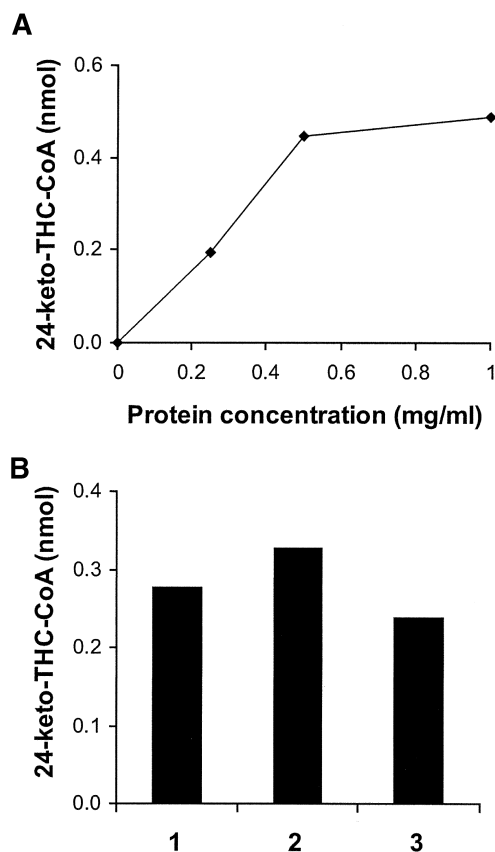 A
24-keto-THC-CoA (nmol)
0.6
0.4
0.2
0.0
0 0.2 0.4 0.6 0.8 1
Protein concentration (mg/ml)
B
24-keto-THC-CoA (nmol)
0.4
0.3
0.2
0.1
0.0
1 2 3